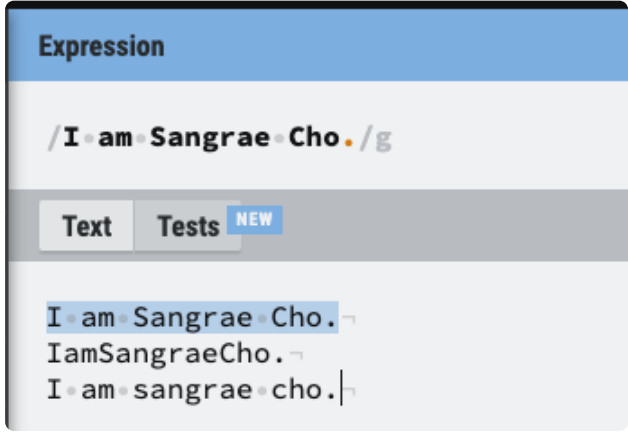 Expression
/I am Sangrae Cho./g
Text Tests NEW
I am Sangrae Cho.
IamSangraeCho.
I am sangrae cho.